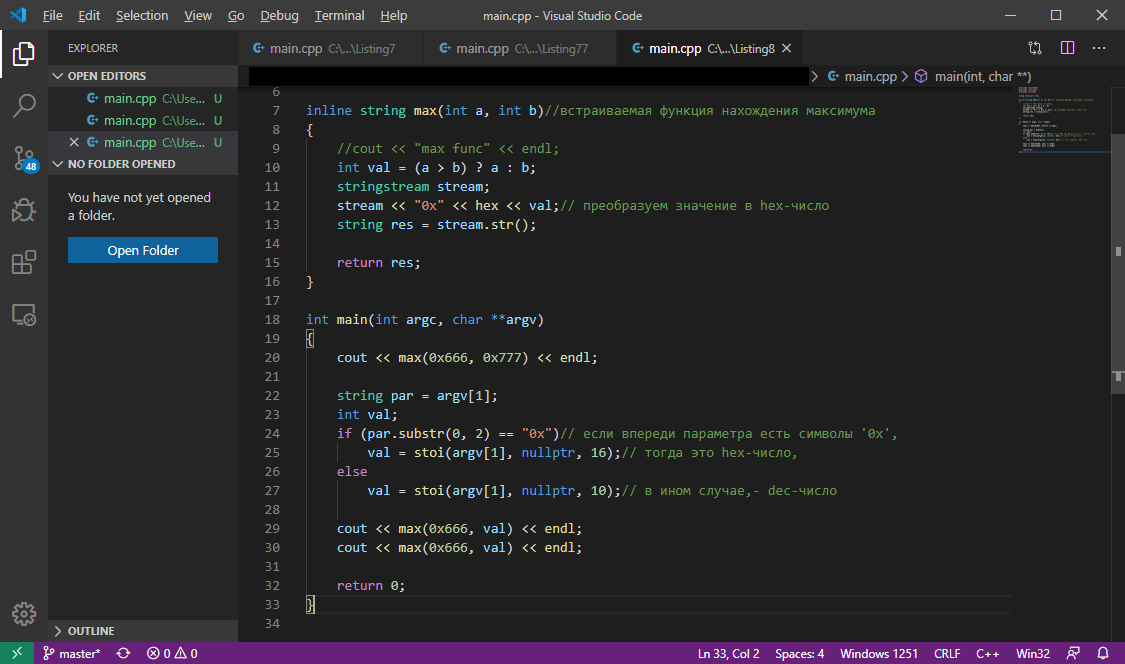 File Edit Selection View Go Debug Terminal Help main.cpp - Visual Studio Code
EXPLORER
main.cpp C:\...\Listing7
main.cpp C:\...\Listing77
main.cpp C:\...\Listing8
OPEN EDITORS
main.cpp C:\Use... U
main.cpp C:\Use... U
main.cpp C:\Use... U
48
NO FOLDER OPENED
You have not yet opened
a folder.
Open Folder
OUTLINE
main.cpp > main(int, char **)
6
7 inline string max(int a, int b)//встраиваемая функция нахождения максимума
8 {
9 //cout << "max func" << endl;
10 int val = (a > b) ? a : b;
11 stringstream stream;
12 stream << "0x" << hex << val;// преобразуем значение в hex-число
13 string res = stream.str();
14
15 return res;
16 }
17
18 int main(int argc, char **argv)
19 {
20 cout << max(0x666, 0x777) << endl;
21
22 string par = argv[1];
23 int val;
24 if (par.substr(0, 2) == "0x")// если впереди параметра есть символы '0x',
25 val = stoi(argv[1], nullptr, 16);// тогда это hex-число,
26 else
27 val = stoi(argv[1], nullptr, 10);// в ином случае,- dec-число
28
29 cout << max(0x666, val) << endl;
30 cout << max(0x666, val) << endl;
31
32 return 0;
33 }
34
master* 0 0 Ln 33, Col 2 Spaces: 4 Windows 1251 CRLF C++ Win32